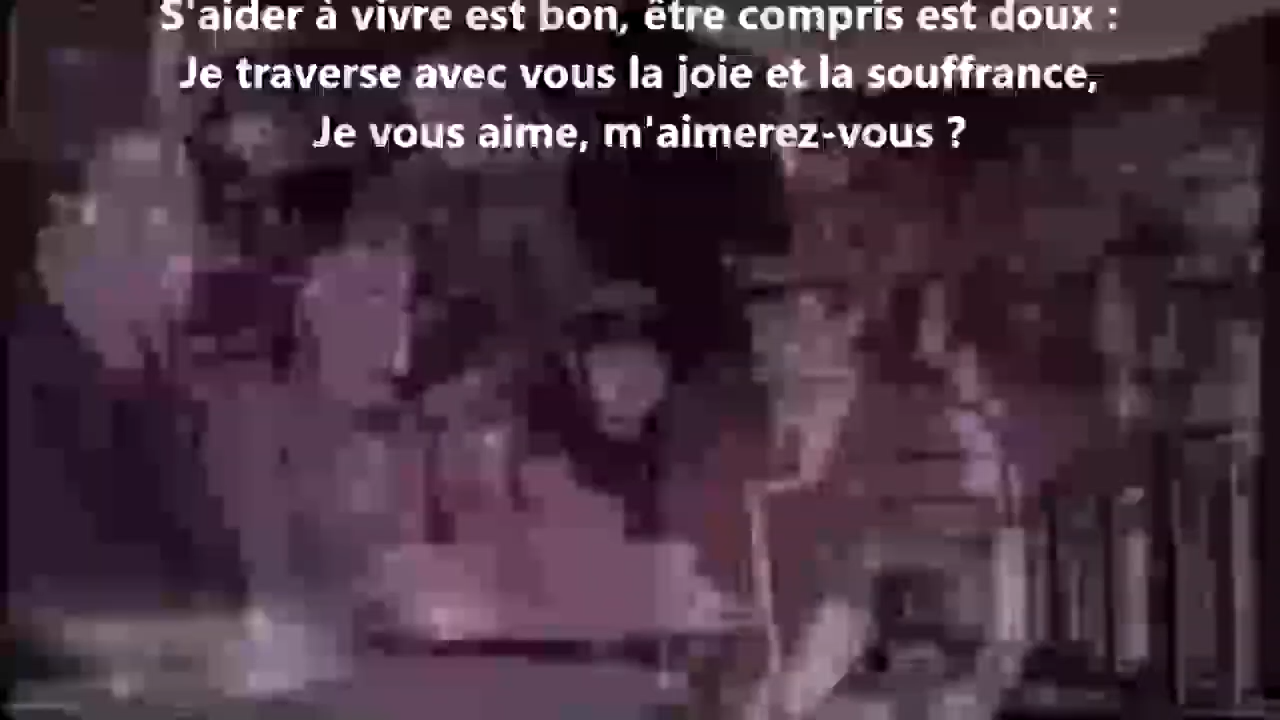 S'aider à vivre est bon, être compris est doux :
Je traverse avec vous la joie et la souffrance,
Je vous aime, m'aimerez-vous ?